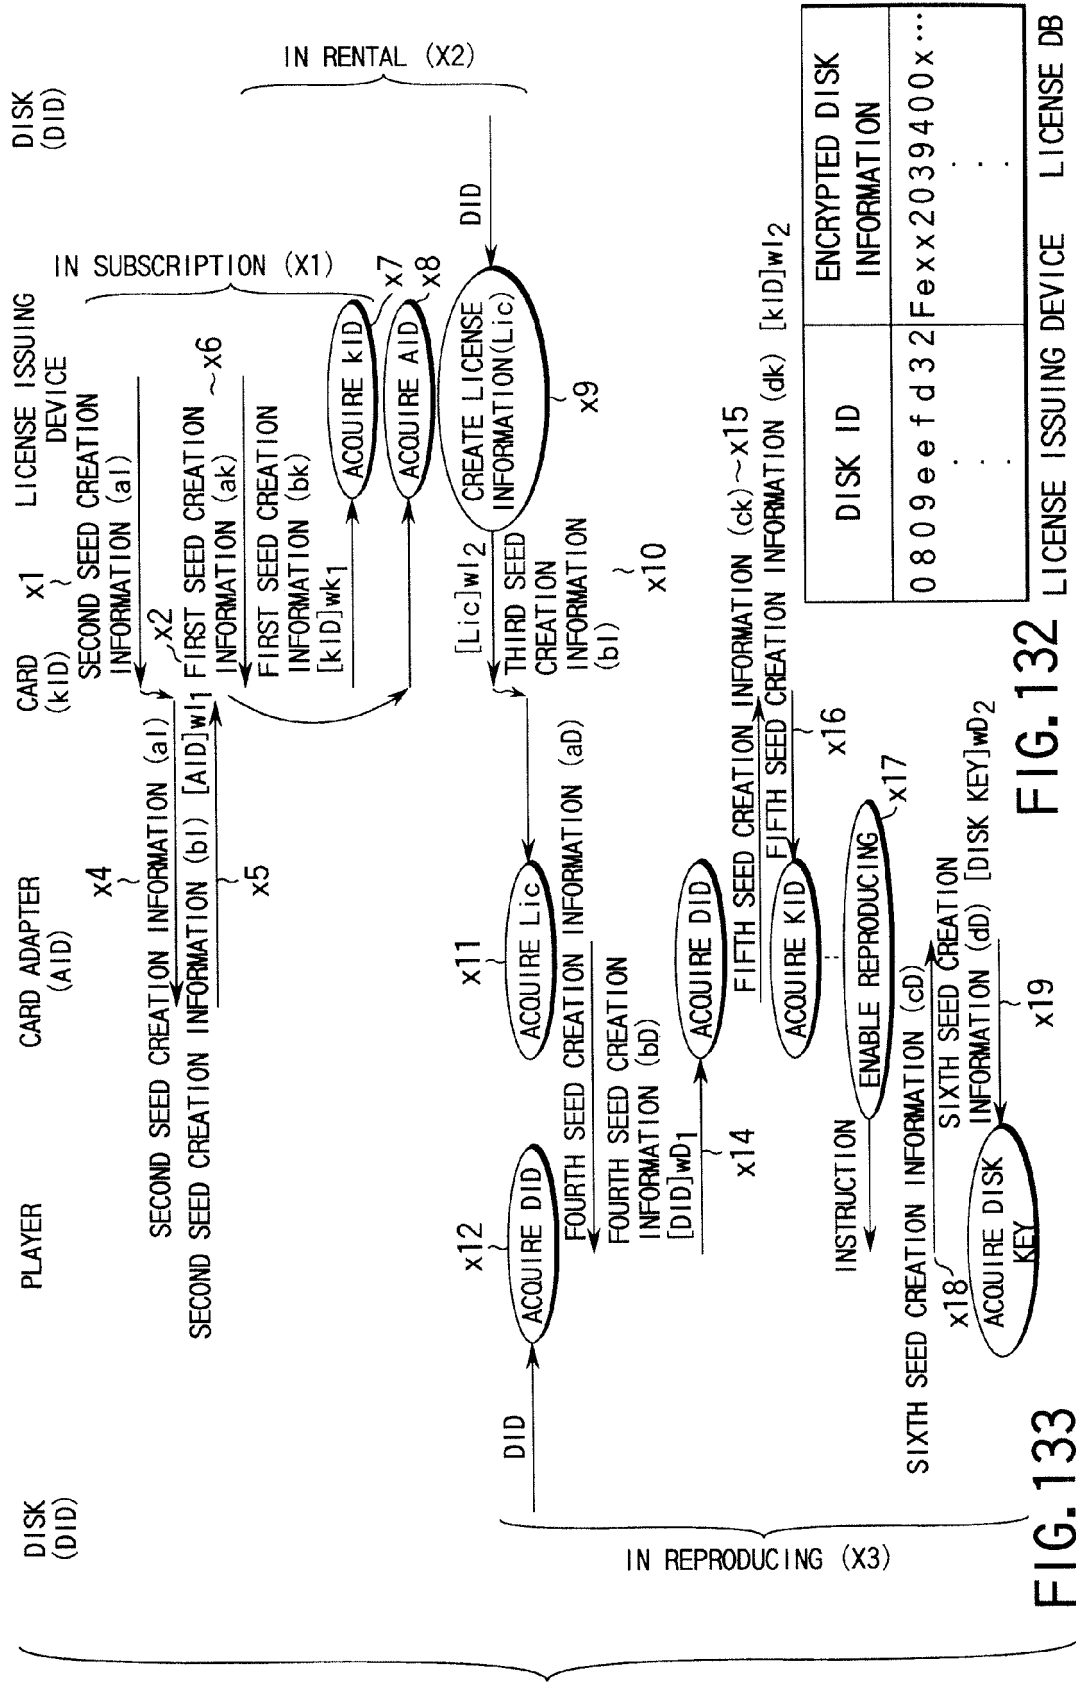 DISK
(DID)
PLAYER
CARD ADAPTER
(AID)
CARD
(kID)
LICENSE ISSUING
DEVICE
DISK
(DID)
x1
SECOND SEED CREATION
INFORMATION (aI)
IN SUBSCRIPTION (X1)
x2
x4
SECOND SEED CREATION INFORMATION (aI)
SECOND SEED CREATION INFORMATION (bI) [AID]wI1
x5
FIRST SEED CREATION
INFORMATION (ak)
x6
FIRST SEED CREATION
INFORMATION (bk)
[kID]wk1
ACQUIRE kID
x7
ACQUIRE AID
x8
IN RENTAL (X2)
DID
CREATE LICENSE
INFORMATION(Lic)
x9
[Lic]wI2
THIRD SEED
CREATION
INFORMATION
(bI)
x10
x11
ACQUIRE Lic
DID
x12
ACQUIRE DID
FOURTH SEED CREATION INFORMATION (aD)
FOURTH SEED CREATION
INFORMATION (bD)
[DID]wD1
x14
ACQUIRE DID
FIFTH SEED CREATION INFORMATION (ck)~x15
FIFTH SEED CREATION INFORMATION (dk) [kID]wI2
x16
ACQUIRE KID
x17
ENABLE REPRODUCING
INSTRUCTION
SIXTH SEED CREATION INFORMATION (cD)
x18
SIXTH SEED CREATION
INFORMATION (dD) [DISK KEY]wD2
x19
ACQUIRE DISK
KEY
IN REPRODUCING (X3)
FIG. 133
DISK ID
ENCRYPTED DISK
INFORMATION
0809eefd32
Fexx2039400x···
LICENSE ISSUING DEVICE LICENSE DB
FIG. 132